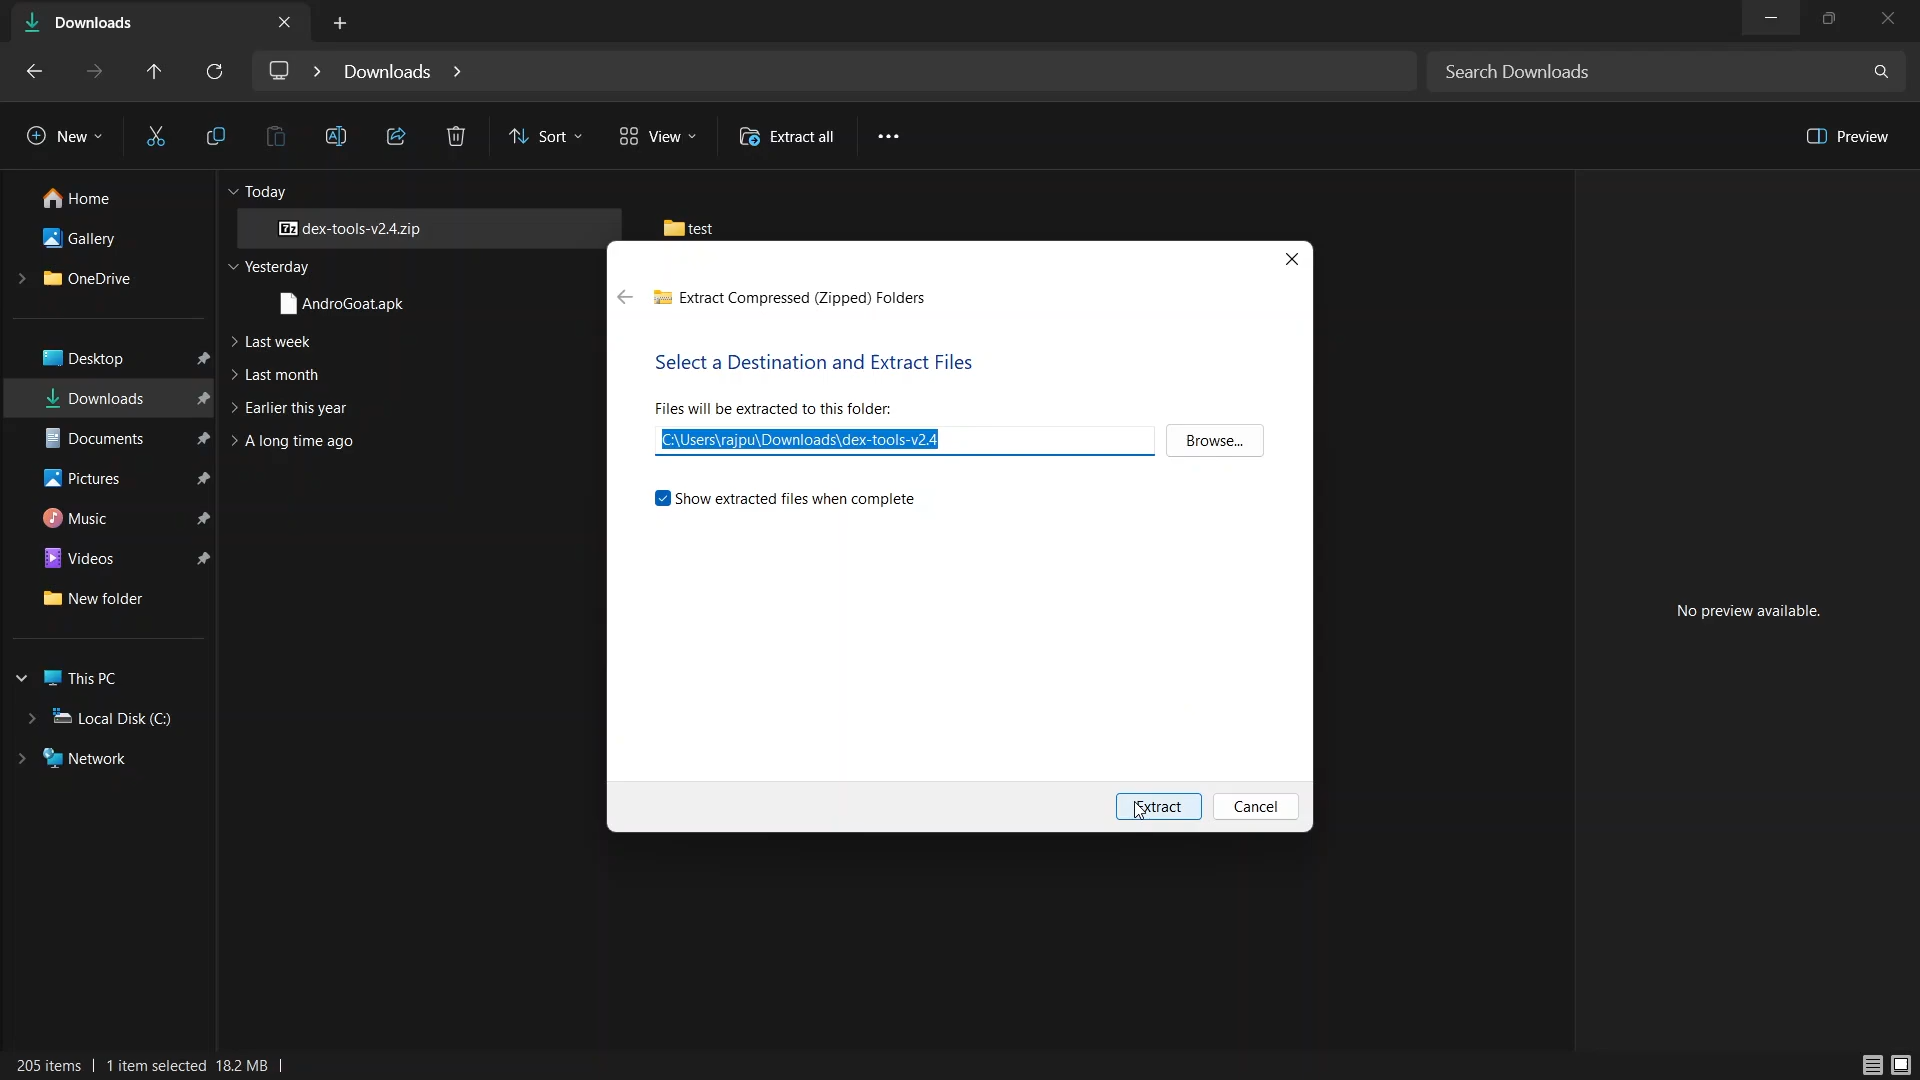 Downloads
Downloads
Search Downloads
New
Sort
View
Extract all
Preview
Home
Gallery
OneDrive
Desktop
Downloads
Documents
Pictures
Music
Videos
New folder
This PC
Local Disk (C:)
Network
Today
dex-tools-v2.4.zip
test
Yesterday
AndroGoat.apk
Last week
Last month
Earlier this year
A long time ago
Extract Compressed (Zipped) Folders
Select a Destination and Extract Files
Files will be extracted to this folder:
C:\Users\rajpu\Downloads\dex-tools-v2.4
Browse...
Show extracted files when complete
Extract
Cancel
No preview available.
205 items
1 item selected 18.2 MB